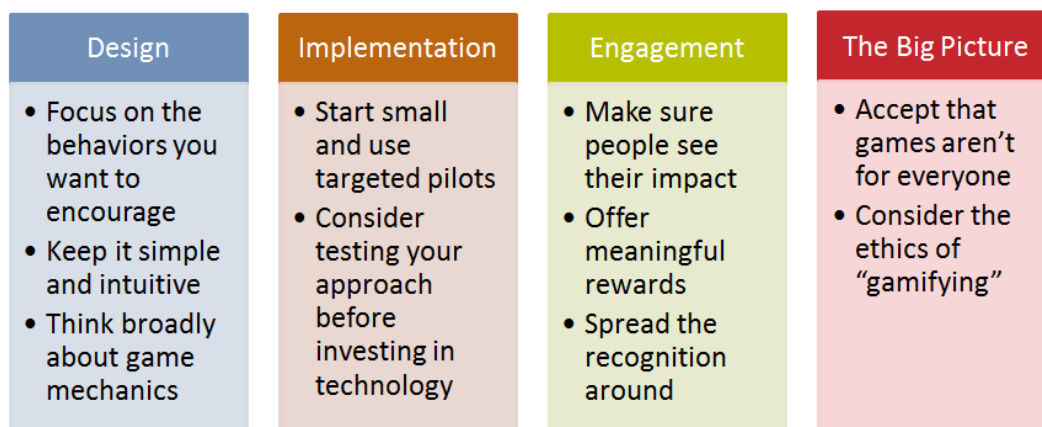 Design
• Focus on the
behaviors you
want to
encourage
• Keep it simple
and intuitive
• Think broadly
about game
mechanics
Implementation
• Start small
and use
targeted pilots
• Consider
testing your
approach
before
investing in
technology
Engagement
• Make sure
people see
their impact
• Offer
meaningful
rewards
• Spread the
recognition
around
The Big Picture
• Accept that
games aren’t
for everyone
• Consider the
ethics of
“gamifying”